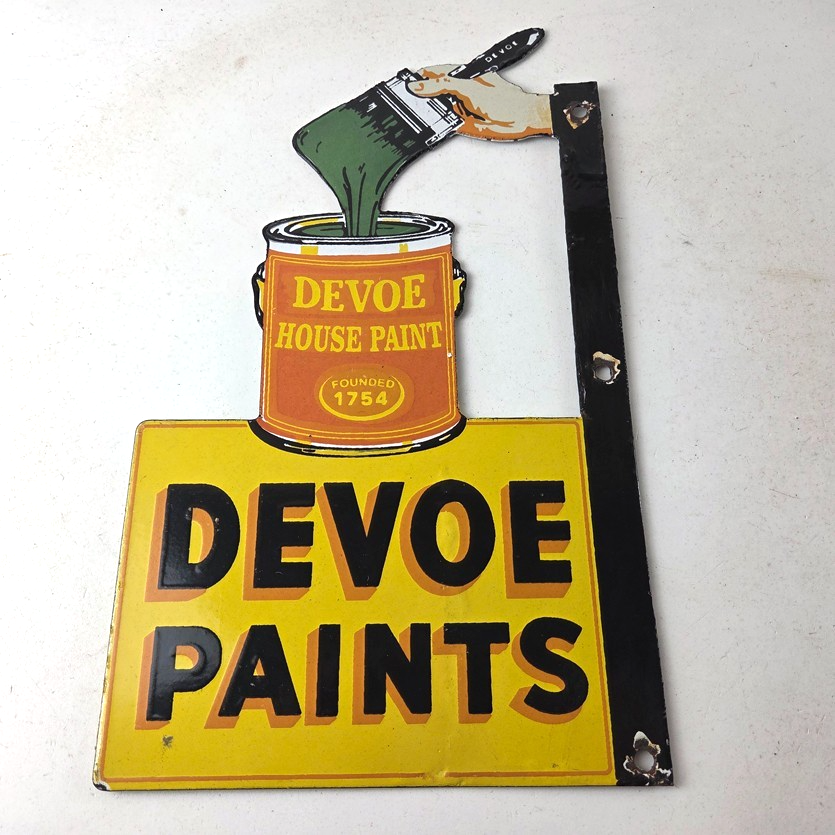 DEVOE
DEVOE
HOUSE PAINT
FOUNDED
1754
DEVOE
PAINTS